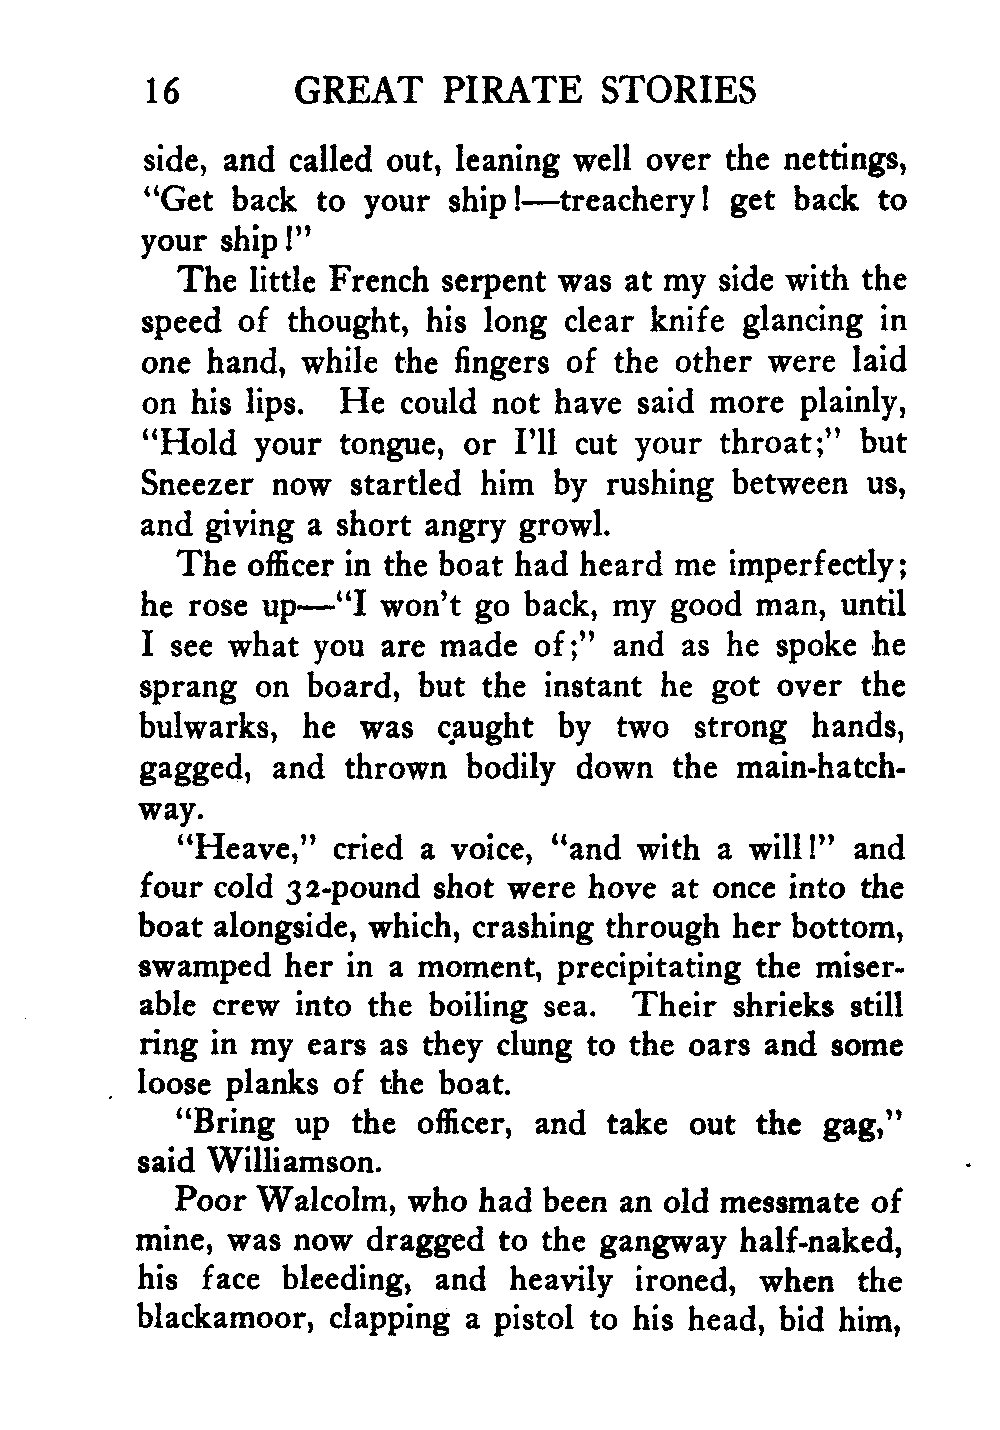 16 GREAT PIRATE STORIES
side, and called out, leaning well over the nettings,
"Get back to your ship!—treachery! get back to
your ship!"
The little French serpent was at my side with the
speed of thought, his long clear knife glancing in
one hand, while the fingers of the other were laid
on his lips. He could not have said more plainly,
"Hold your tongue, or I'll cut your throat;" but
Sneezer now startled him by rushing between us,
and giving a short angry growl.
The officer in the boat had heard me imperfectly;
he rose up—"I won't go back, my good man, until
I see what you are made of;" and as he spoke he
sprang on board, but the instant he got over the
bulwarks, he was caught by two strong hands,
gagged, and thrown bodily down the main-hatch-
way.
"Heave," cried a voice, "and with a will!" and
four cold 32-pound shot were hove at once into the
boat alongside, which, crashing through her bottom,
swamped her in a moment, precipitating the miser-
able crew into the boiling sea. Their shrieks still
ring in my ears as they clung to the oars and some
loose planks of the boat.
"Bring up the officer, and take out the gag,"
said Williamson.
Poor Walcolm, who had been an old messmate of
mine, was now dragged to the gangway half-naked,
his face bleeding, and heavily ironed, when the
blackamoor, clapping a pistol to his head, bid him,